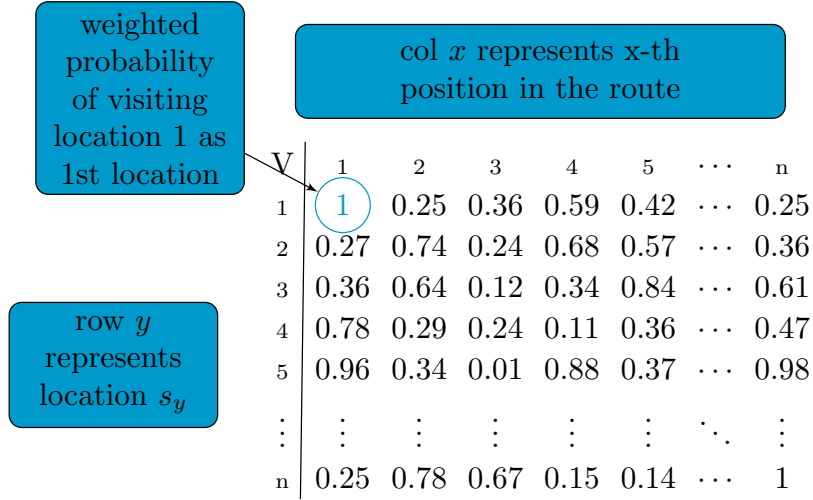 weighted
probability
of visiting
location 1 as
1st location
col x represents x-th
position in the route
V 1 2 3 4 5 ⋯ n
1 1 0.25 0.36 0.59 0.42 ⋯ 0.25
2 0.27 0.74 0.24 0.68 0.57 ⋯ 0.36
3 0.36 0.64 0.12 0.34 0.84 ⋯ 0.61
4 0.78 0.29 0.24 0.11 0.36 ⋯ 0.47
5 0.96 0.34 0.01 0.88 0.37 ⋯ 0.98
⋮ ⋮ ⋮ ⋮ ⋮ ⋮ ⋱ ⋮
n 0.25 0.78 0.67 0.15 0.14 ⋯ 1
row y
represents
location s_y